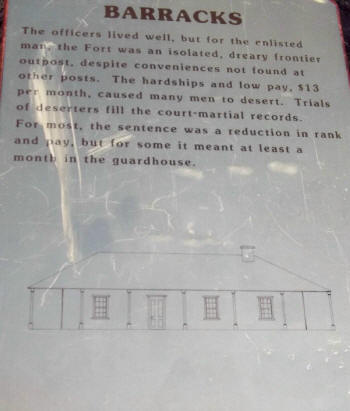 BARRACKS
The officers lived well, but for the enlisted
man, the Fort was an isolated, dreary frontier
outpost, despite conveniences not found at
other posts. The hardships and low pay, $13
per month, caused many men to desert. Trials
of deserters fill the court-martial records.
For most, the sentence was a reduction in rank
and pay, but for some it meant at least a
month in the guardhouse.